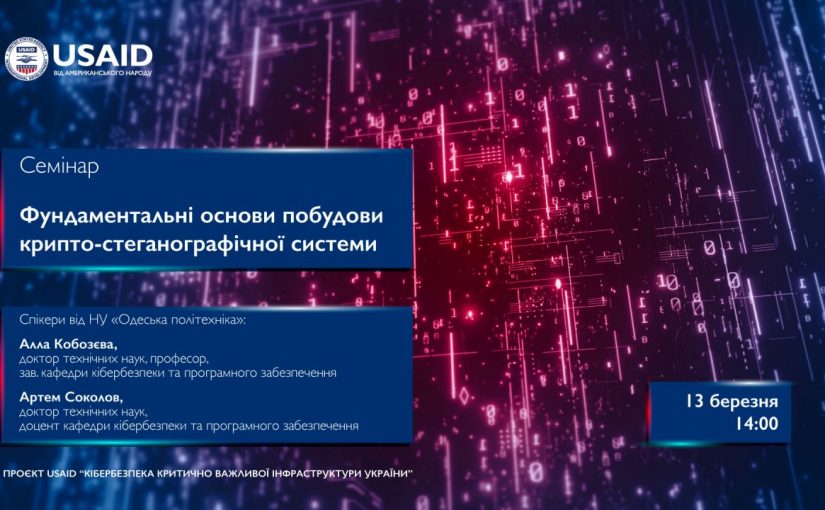 USAID
ВІД АМЕРИКАНСЬКОГО НАРОДУ
Семінар
Фундаментальні основи побудови
крипто-стеганографічної системи
Спікери від НУ «Одеська політехніка»:
Алла Кобозєва,
доктор технічних наук, професор,
зав. кафедри кібербезпеки та програмного забезпечення
Артем Соколов,
доктор технічних наук,
доцент кафедри кібербезпеки та програмного забезпечення
13 березня
14:00
ПРОЄКТ USAID “КІБЕРБЕЗПЕКА КРИТИЧНО ВАЖЛИВОЇ ІНФРАСТРУКТУРИ УКРАЇНИ”